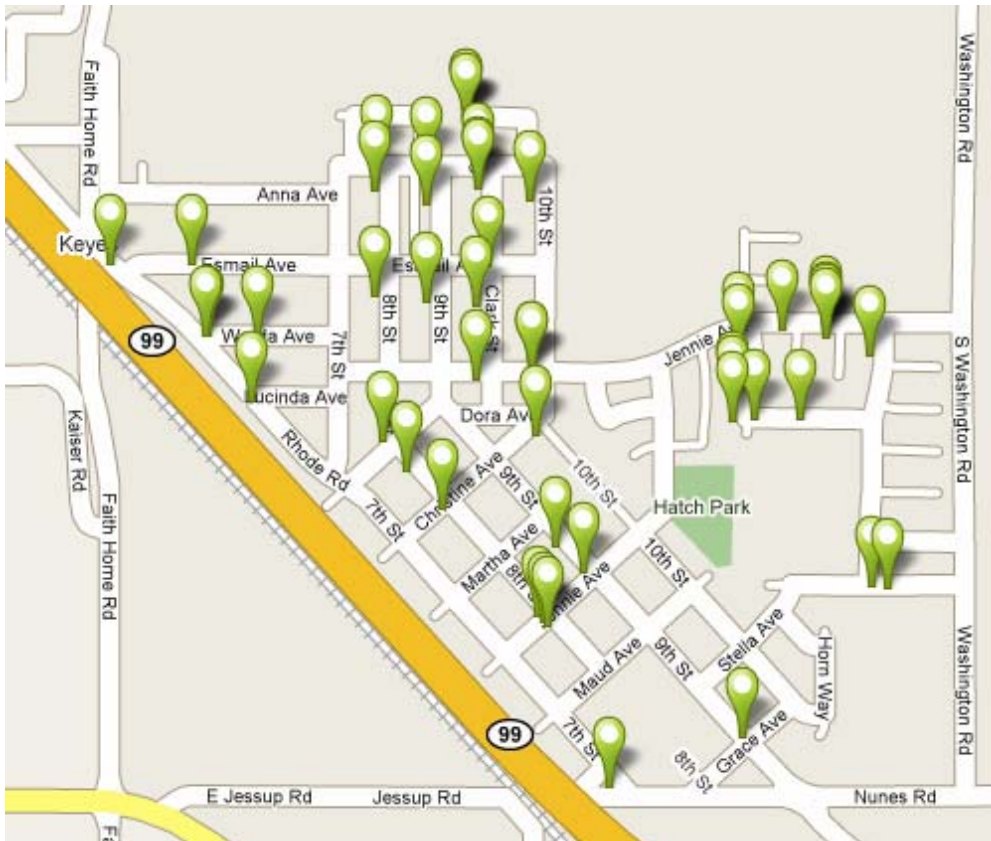 Washington Rd
Faith Home Rd
Anna Ave
10th St
Keyes
Esmail Ave
8th St
9th St
Clark St
99
7th St
Jennie Ave
S Washington Rd
Dora Ave
Kaiser Rd
Rhode Rd
Christine Ave
9th St
10th St
Hatch Park
7th St
Martha Ave
8th St
10th St
Faith Home Rd
Maud Ave
9th St
Stella Ave
Horn Way
Washington Rd
99
7th St
Grace Ave
8th St
E Jessup Rd
Jessup Rd
Nunes Rd